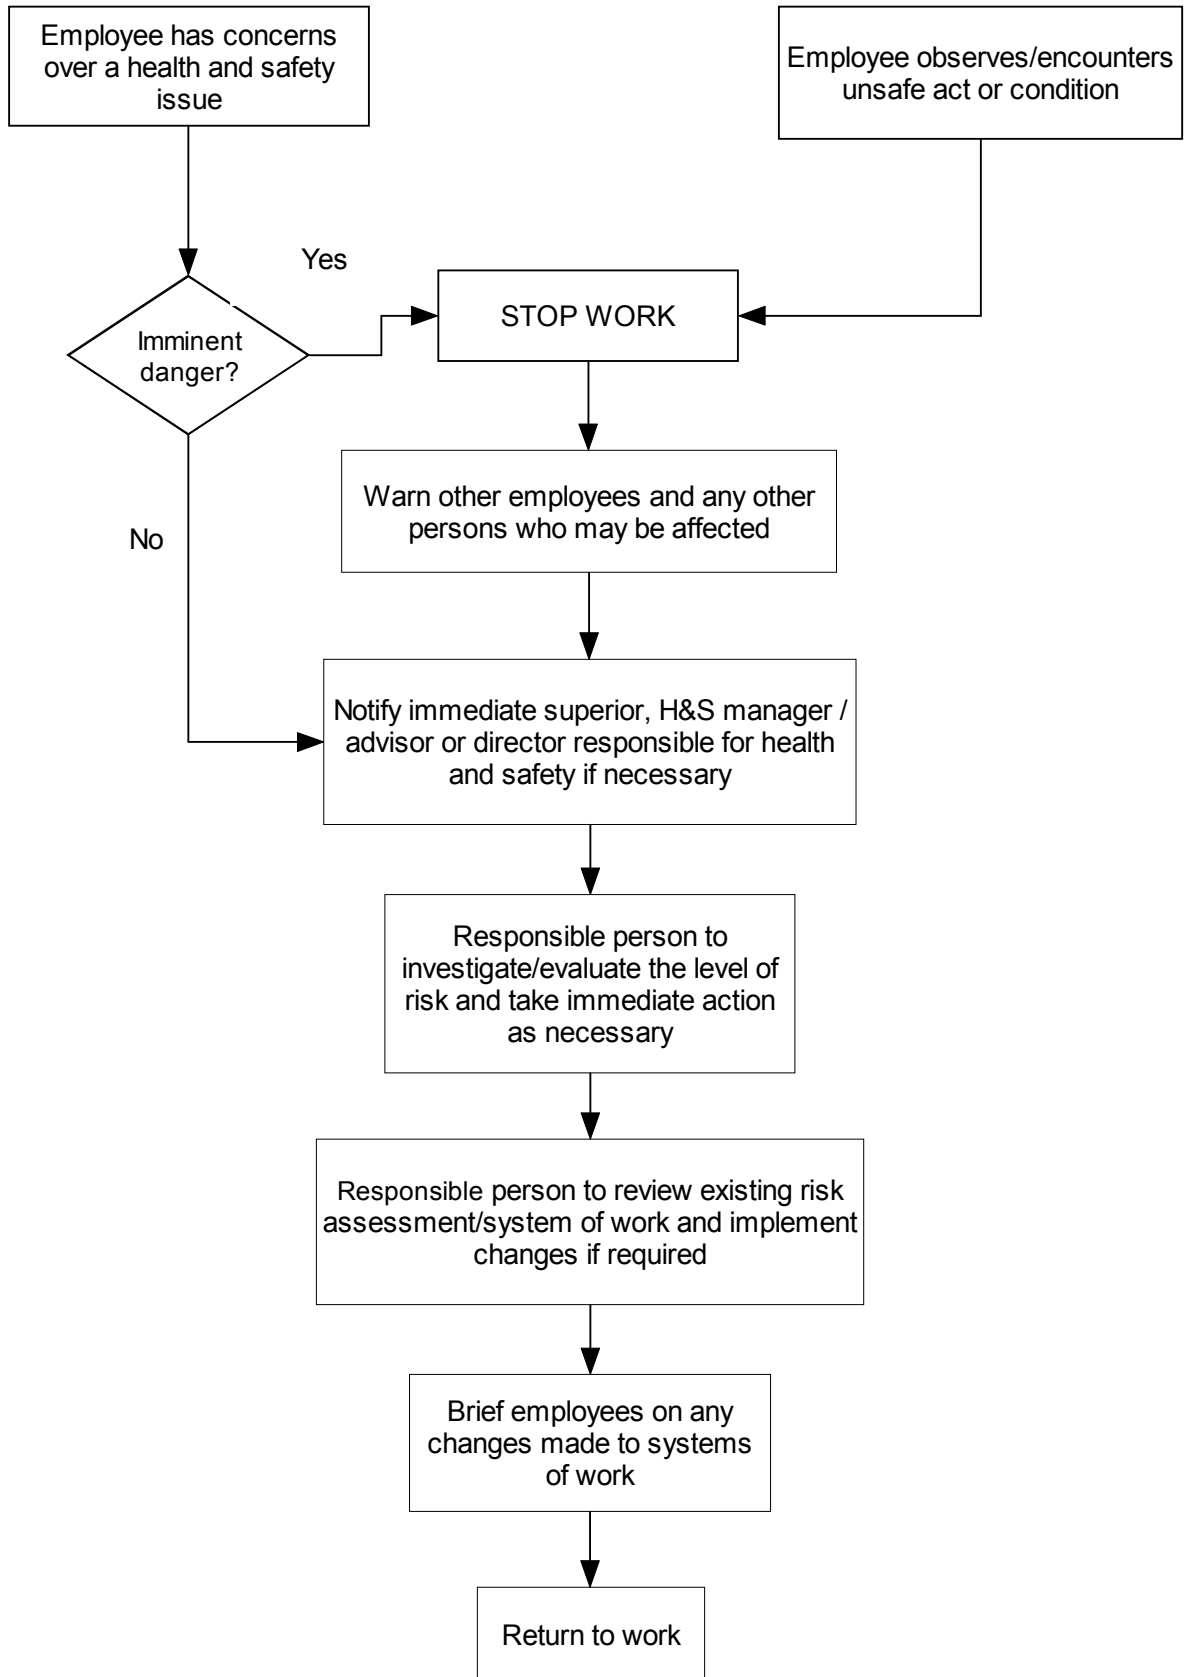 Employee has concerns
over a health and safety
issue
Employee observes/encounters
unsafe act or condition
Yes
STOP WORK
Imminent
danger?
Warn other employees and any other
persons who may be affected
No
Notify immediate superior, H&S manager /
advisor or director responsible for health
and safety if necessary
Responsible person to
investigate/evaluate the level of
risk and take immediate action
as necessary
Responsible person to review existing risk
assessment/system of work and implement
changes if required
Brief employees on any
changes made to systems
of work
Return to work